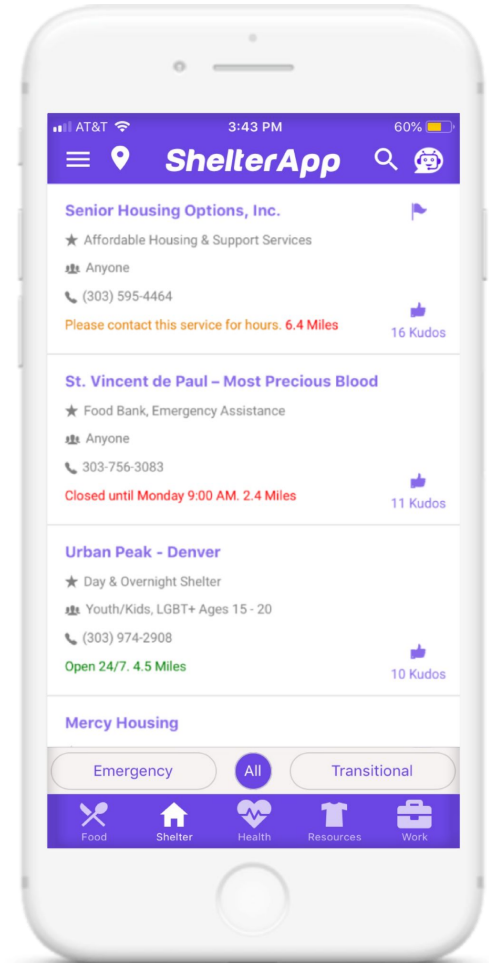 AT&T 3:43 PM 60%
ShelterApp
Senior Housing Options, Inc.
Affordable Housing & Support Services
Anyone
(303) 595-4464
Please contact this service for hours. 6.4 Miles
16 Kudos
St. Vincent de Paul – Most Precious Blood
Food Bank, Emergency Assistance
Anyone
303-756-3083
Closed until Monday 9:00 AM. 2.4 Miles
11 Kudos
Urban Peak - Denver
Day & Overnight Shelter
Youth/Kids, LGBT+ Ages 15 - 20
(303) 974-2908
Open 24/7. 4.5 Miles
10 Kudos
Mercy Housing
Emergency All Transitional
Food Shelter Health Resources Work